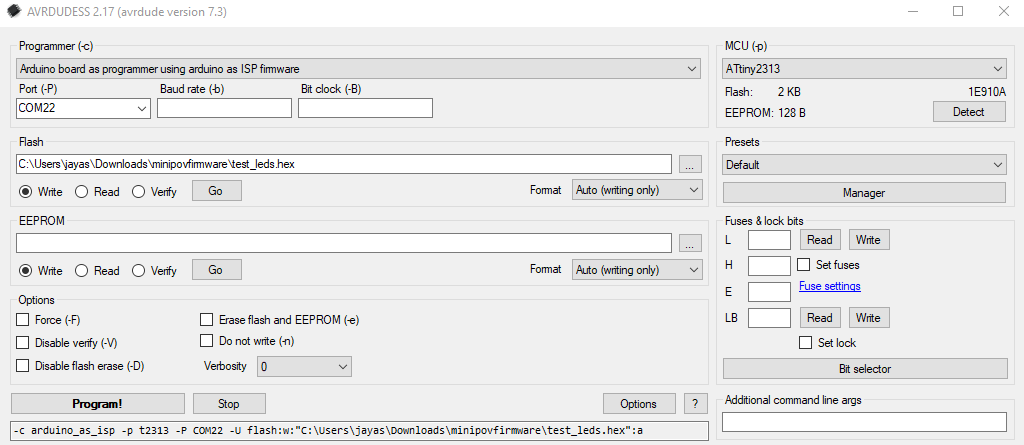 AVRDUDESS 2.17 (avrdude version 7.3)
Programmer (-c)
Arduino board as programmer using arduino as ISP firmware
Port (-P)
Baud rate (-b)
Bit clock (-B)
COM22
MCU (-p)
ATtiny2313
Flash: 2 KB 1E910A
EEPROM: 128 B Detect
Flash
C:\Users\jayas\Downloads\minipovfirmware\test_leds.hex ...
Write Read Verify Go Format Auto (writing only)
Presets
Default
Manager
EEPROM
...
Write Read Verify Go Format Auto (writing only)
Fuses & lock bits
L Read Write
H Set fuses
E Fuse settings
LB Read Write
Set lock
Bit selector
Options
Force (-F) Erase flash and EEPROM (-e)
Disable verify (-V) Do not write (-n)
Disable flash erase (-D) Verbosity 0
Program! Stop Options ?
-c arduino_as_isp -p t2313 -P COM22 -U flash:w:"C:\Users\jayas\Downloads\minipovfirmware\test_leds.hex":a
Additional command line args